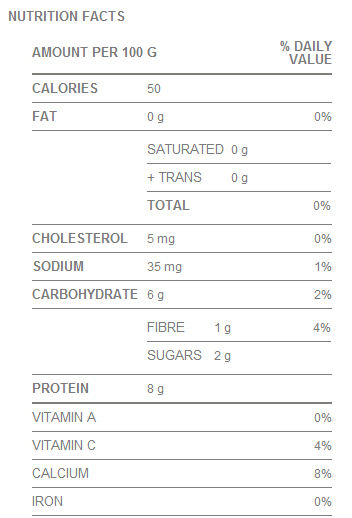 NUTRITION FACTS
AMOUNT PER 100 G % DAILY VALUE
CALORIES 50
FAT 0 g 0%
SATURATED 0 g
+ TRANS 0 g
TOTAL 0%
CHOLESTEROL 5 mg 0%
SODIUM 35 mg 1%
CARBOHYDRATE 6 g 2%
FIBRE 1 g 4%
SUGARS 2 g
PROTEIN 8 g
VITAMIN A 0%
VITAMIN C 4%
CALCIUM 8%
IRON 0%